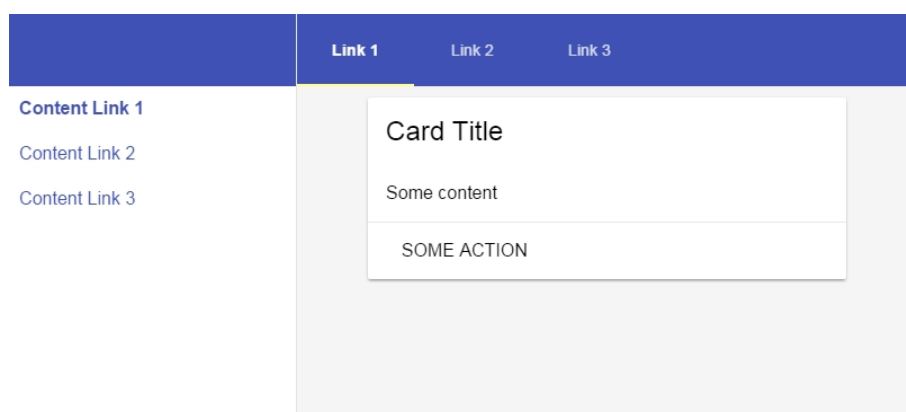 Link 1 Link 2 Link 3
Content Link 1
Content Link 2
Content Link 3
Card Title
Some content
SOME ACTION